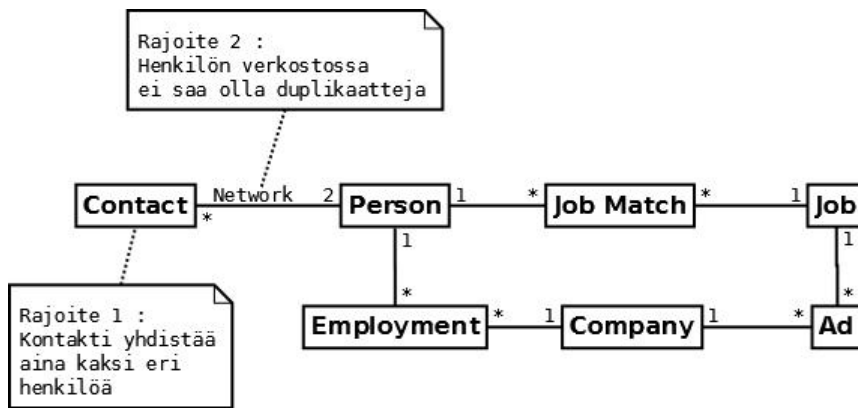 Rajoite 2 :
Henkilön verkostossa
ei saa olla duplikaatteja
Network 2 1 * * 1
Contact Person Job Match Job
*
1 1
* *
Rajoite 1 :
Kontakti yhdistää
aina kaksi eri
henkilöä
Employment * 1 Company 1 * Ad